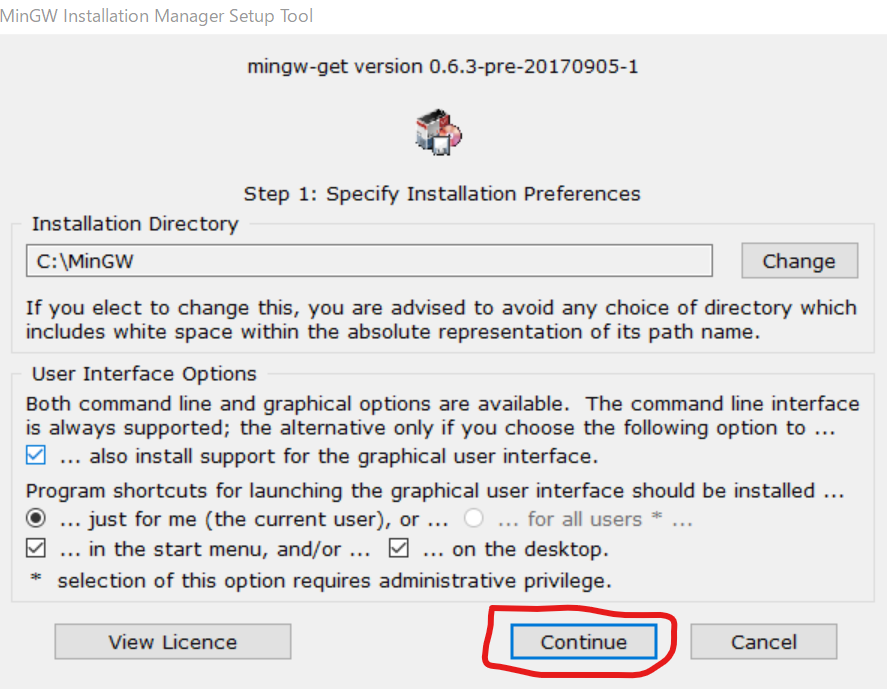 MinGW Installation Manager Setup Tool
mingw-get version 0.6.3-pre-20170905-1
Step 1: Specify Installation Preferences
Installation Directory
C:\MinGW
Change
If you elect to change this, you are advised to avoid any choice of directory which
includes white space within the absolute representation of its path name.
User Interface Options
Both command line and graphical options are available. The command line interface
is always supported; the alternative only if you choose the following option to ...
... also install support for the graphical user interface.
Program shortcuts for launching the graphical user interface should be installed ...
... just for me (the current user), or ... ... for all users * ...
... in the start menu, and/or ... ... on the desktop.
* selection of this option requires administrative privilege.
View Licence Continue Cancel